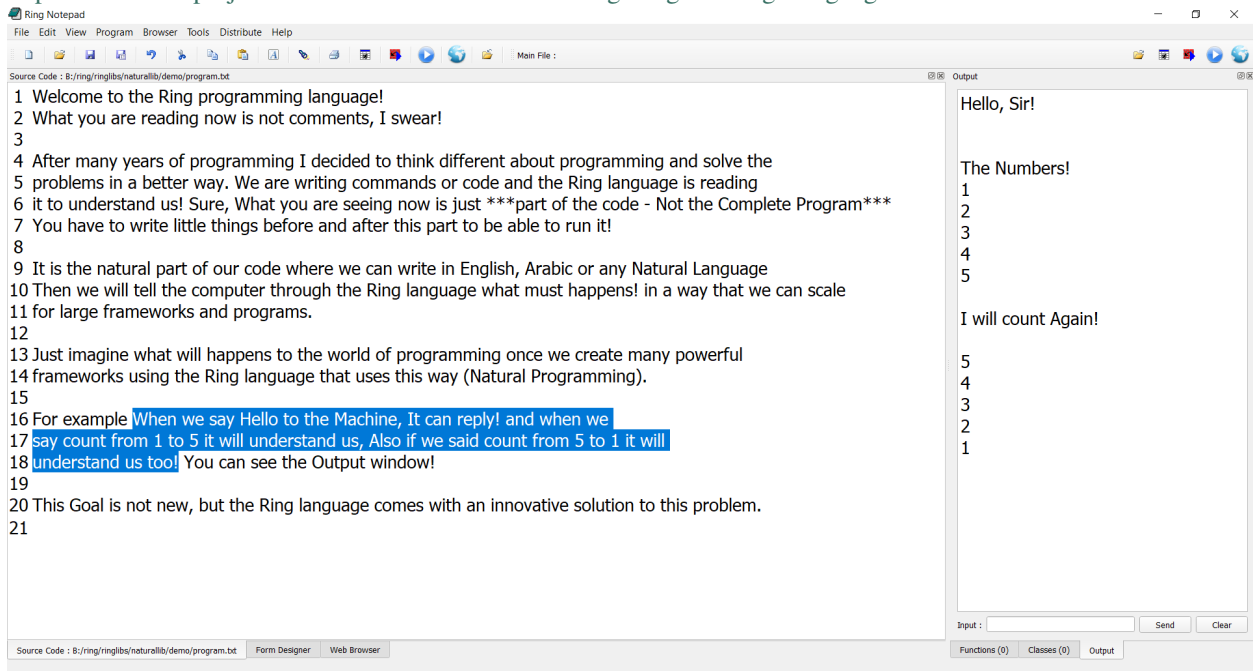 Ring Notepad
File Edit View Program Browser Tools Distribute Help
Main File :
Source Code : B:/ring/ringlibs/naturallib/demo/program.txt
1 Welcome to the Ring programming language!
2 What you are reading now is not comments, I swear!
3
4 After many years of programming I decided to think different about programming and solve the
5 problems in a better way. We are writing commands or code and the Ring language is reading
6 it to understand us! Sure, What you are seeing now is just ***part of the code - Not the Complete Program***
7 You have to write little things before and after this part to be able to run it!
8
9 It is the natural part of our code where we can write in English, Arabic or any Natural Language
10 Then we will tell the computer through the Ring language what must happens! in a way that we can scale
11 for large frameworks and programs.
12
13 Just imagine what will happens to the world of programming once we create many powerful
14 frameworks using the Ring language that uses this way (Natural Programming).
15
16 For example When we say Hello to the Machine, It can reply! and when we
17 say count from 1 to 5 it will understand us, Also if we said count from 5 to 1 it will
18 understand us too! You can see the Output window!
19
20 This Goal is not new, but the Ring language comes with an innovative solution to this problem.
21
Output
Hello, Sir!
The Numbers!
1
2
3
4
5
I will count Again!
5
4
3
2
1
Input :
Send Clear
Source Code : B:/ring/ringlibs/naturallib/demo/program.txt Form Designer Web Browser
Functions (0) Classes (0) Output